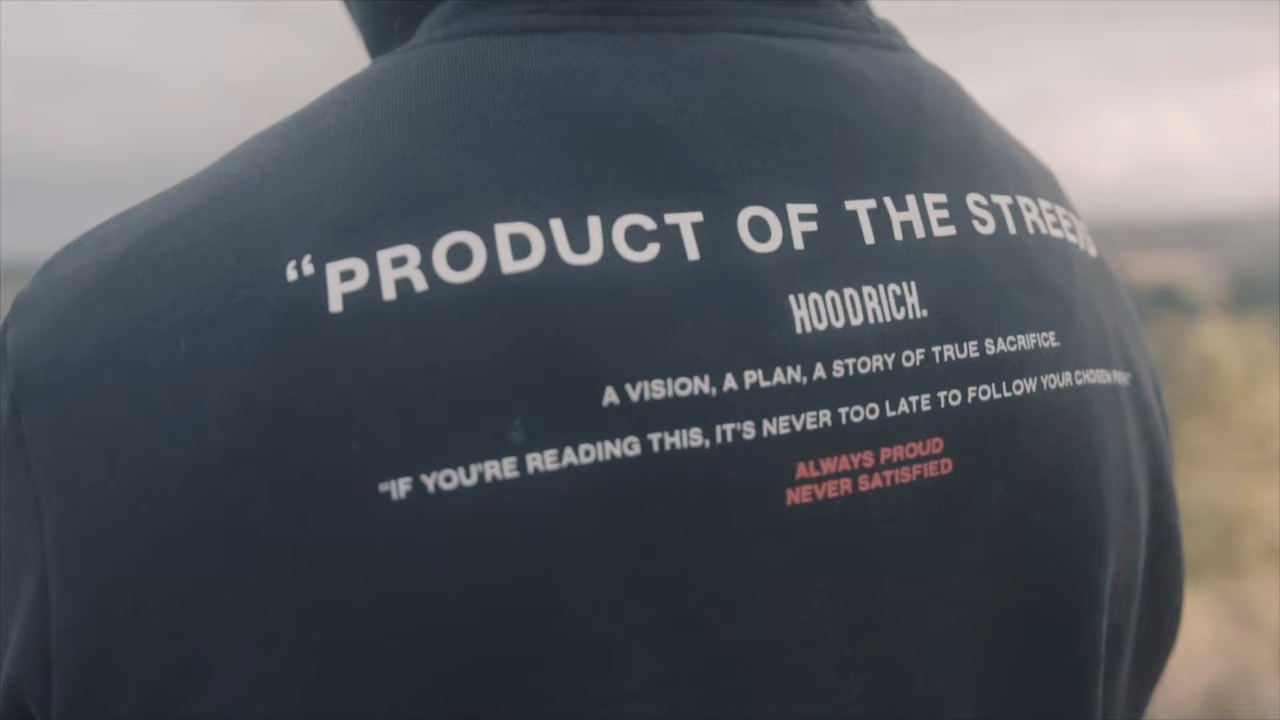 “PRODUCT OF THE STREETS
HOODRICH.
A VISION, A PLAN, A STORY OF TRUE SACRIFICE.
“IF YOU'RE READING THIS, IT'S NEVER TOO LATE TO FOLLOW YOUR CHOSEN
ALWAYS PROUD
NEVER SATISFIED